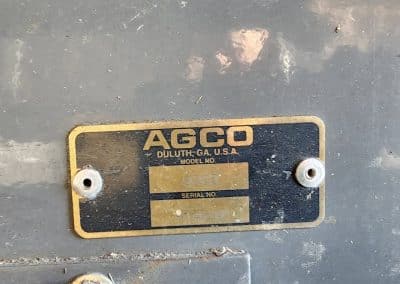 AGCO
DULUTH, GA. U.S.A.
MODEL NO.
SERIAL NO.